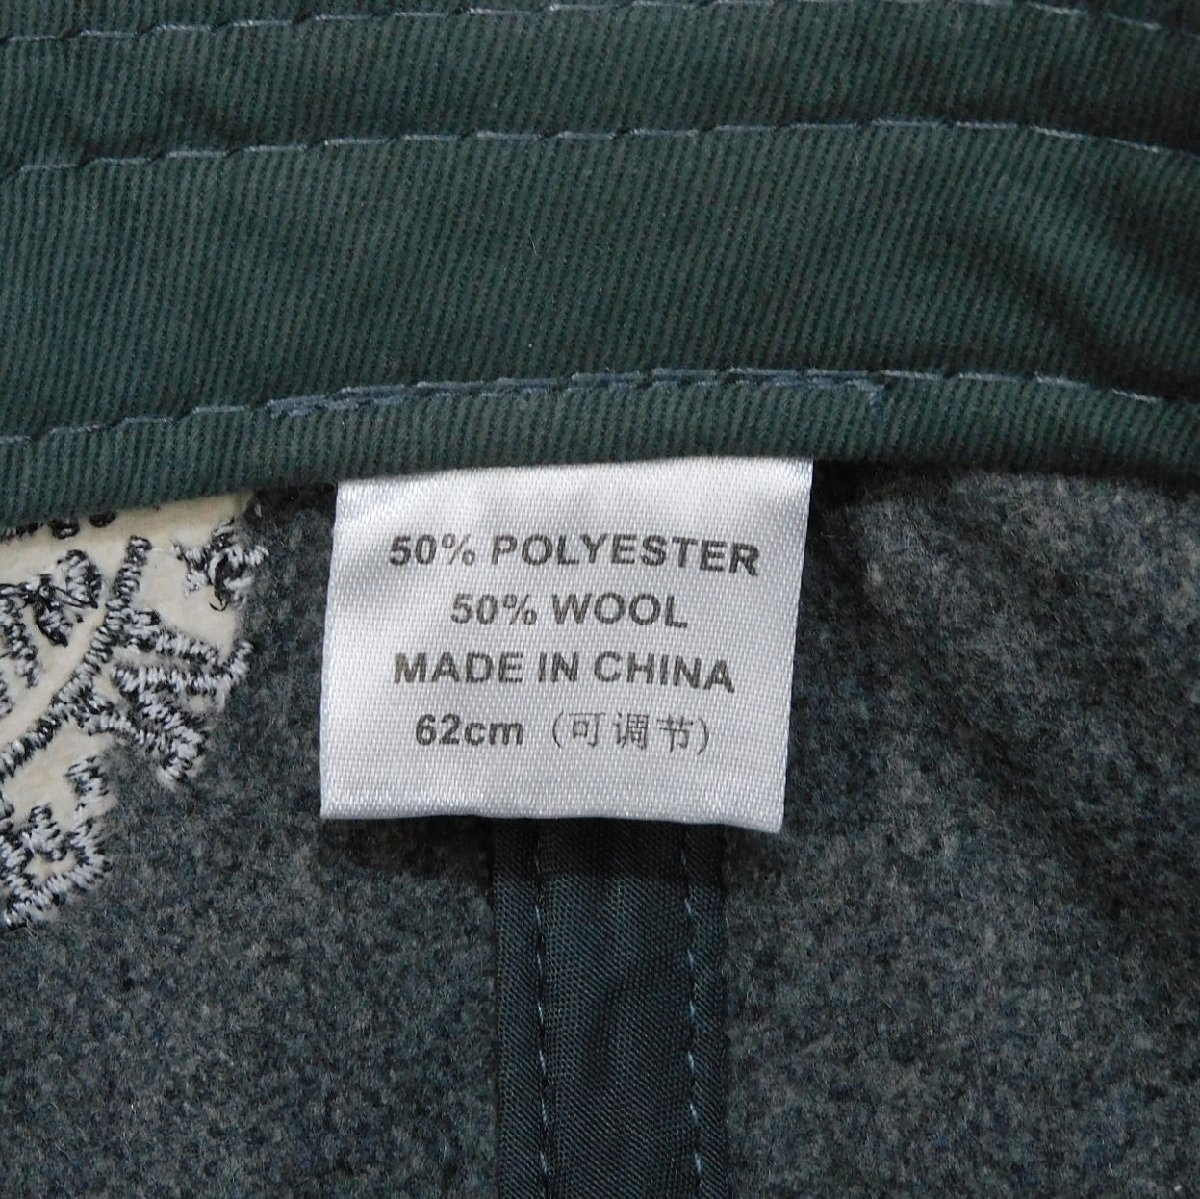 50% POLYESTER
50% WOOL
MADE IN CHINA
62cm（可调节）